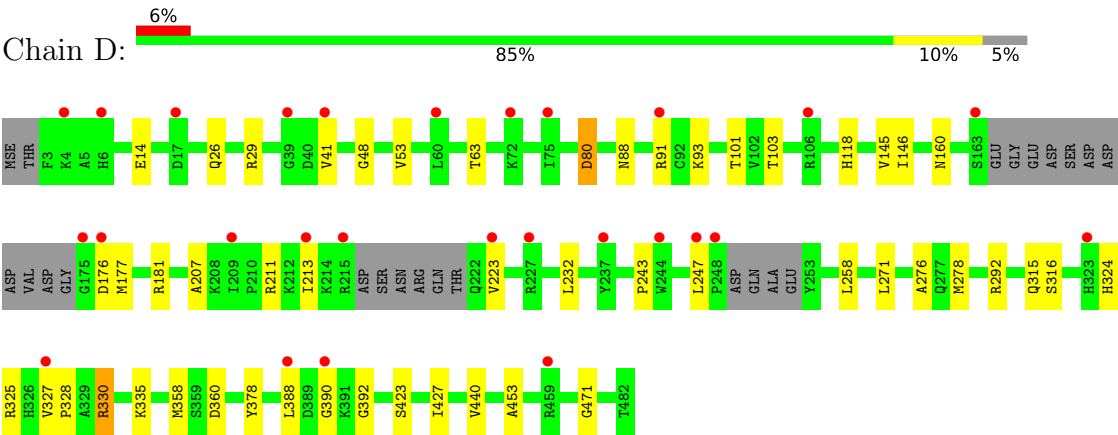 6%
Chain D:
85% 10% 5%
MSE THR F3 K4 A5 H6 E14 D17 Q26 R29 G39 D40 V41 G48 V53 L60 T63 K72 I75 D80 N88 R91 C92 K93 T101 V102 T103 R106 H118 V145 I146 N160 S163 GLU GLY GLU ASP SER ASP ASP
ASP VAL ASP GLY G175 D176 M177 R181 A207 K208 I209 P210 R211 K212 I213 K214 R215 ASP SER ASN ARG GLN THR Q222 V223 R227 L232 Y237 P243 W244 L247 P248 ASP GLN ALA GLU Y253 L258 L271 A276 Q277 M278 R292 Q315 S316 H323 H324
R325 H326 V327 P328 A329 R330 K335 M358 S359 D360 Y378 L388 D389 G390 K391 G392 S423 I427 V440 A453 R459 G471 T482